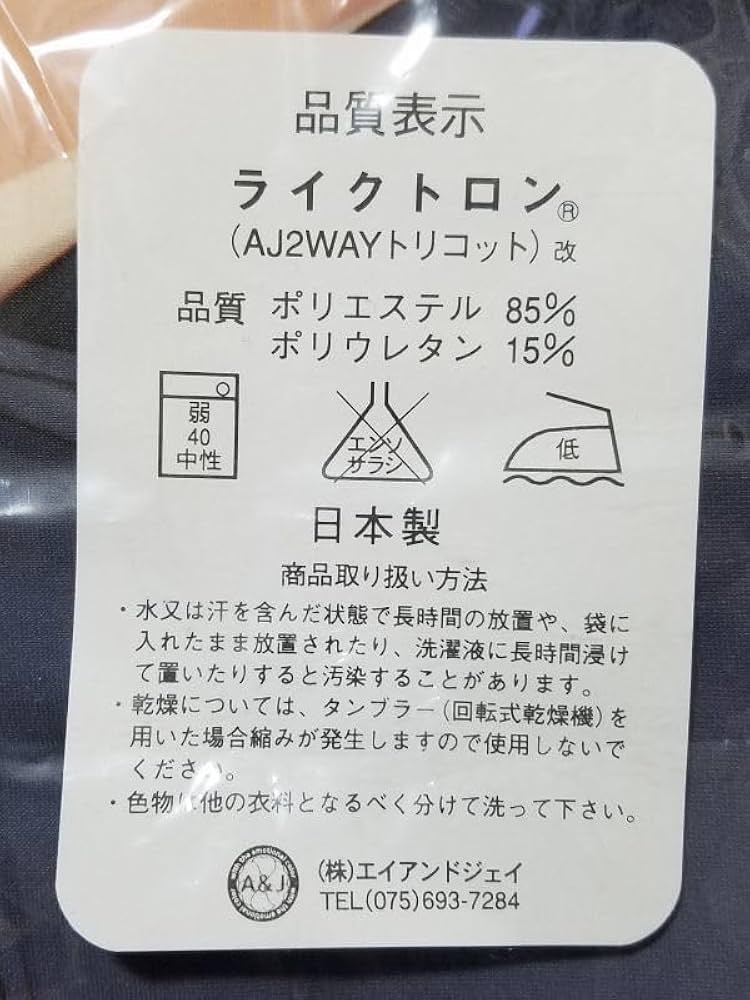 品質表示
ライクトロン®
(AJ2WAYトリコット) 改
品質 ポリエステル 85%
ポリウレタン 15%
弱
40
中性
エンソ
サラシ
低
日本製
商品取り扱い方法
・水又は汗を含んだ状態で長時間の放置や、袋に
入れたまま放置されたり、洗濯液に長時間浸け
て置いたりすると汚染することがあります。
・乾燥については、タンブラー(回転式乾燥機)を
用いた場合縮みが発生しますので使用しないで
ください。
・色物は他の衣料となるべく分けて洗って下さい。
with the emotional color
A&J
with the emotional color
(株)エイアンドジェイ
TEL(075)693-7284